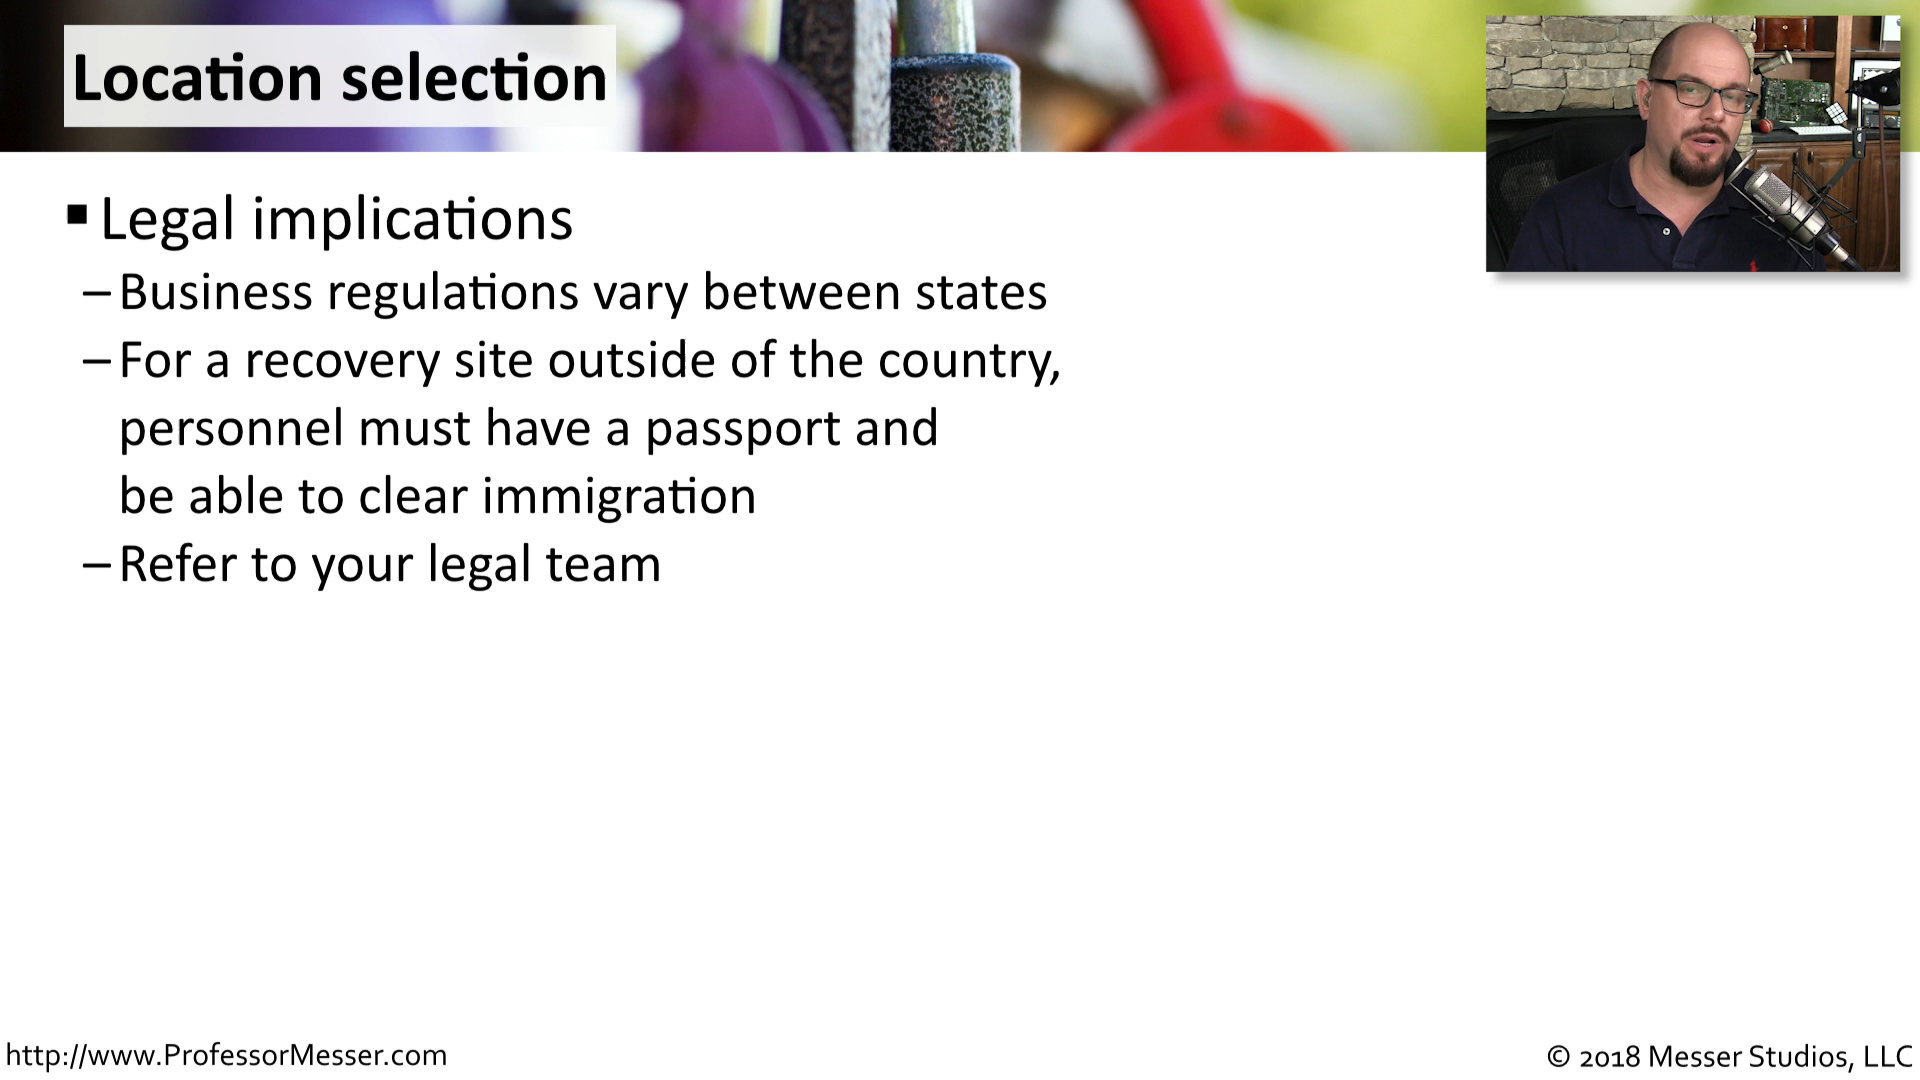 Location selection
▪ Legal implications
– Business regulations vary between states
– For a recovery site outside of the country,
personnel must have a passport and
be able to clear immigration
– Refer to your legal team
http://www.ProfessorMesser.com
© 2018 Messer Studios, LLC